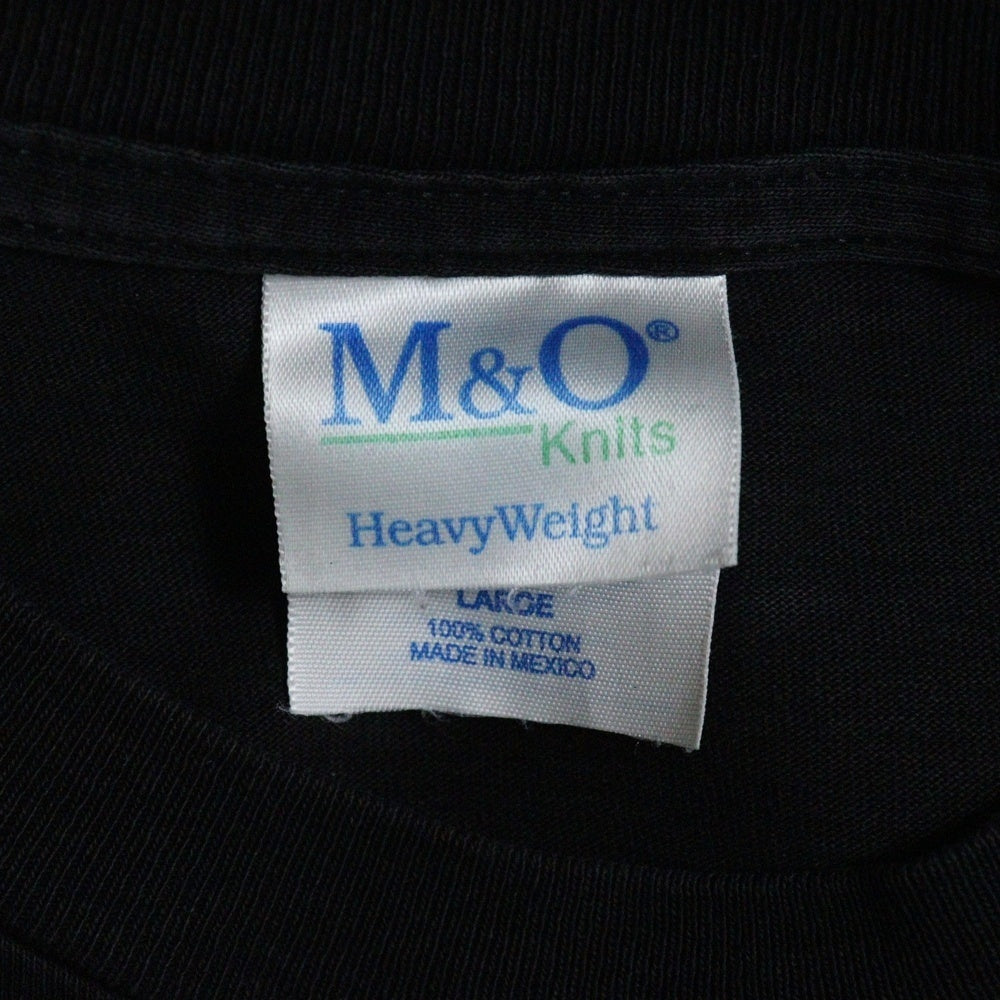 M&O®
Knits
HeavyWeight
LARGE
100% COTTON
MADE IN MEXICO